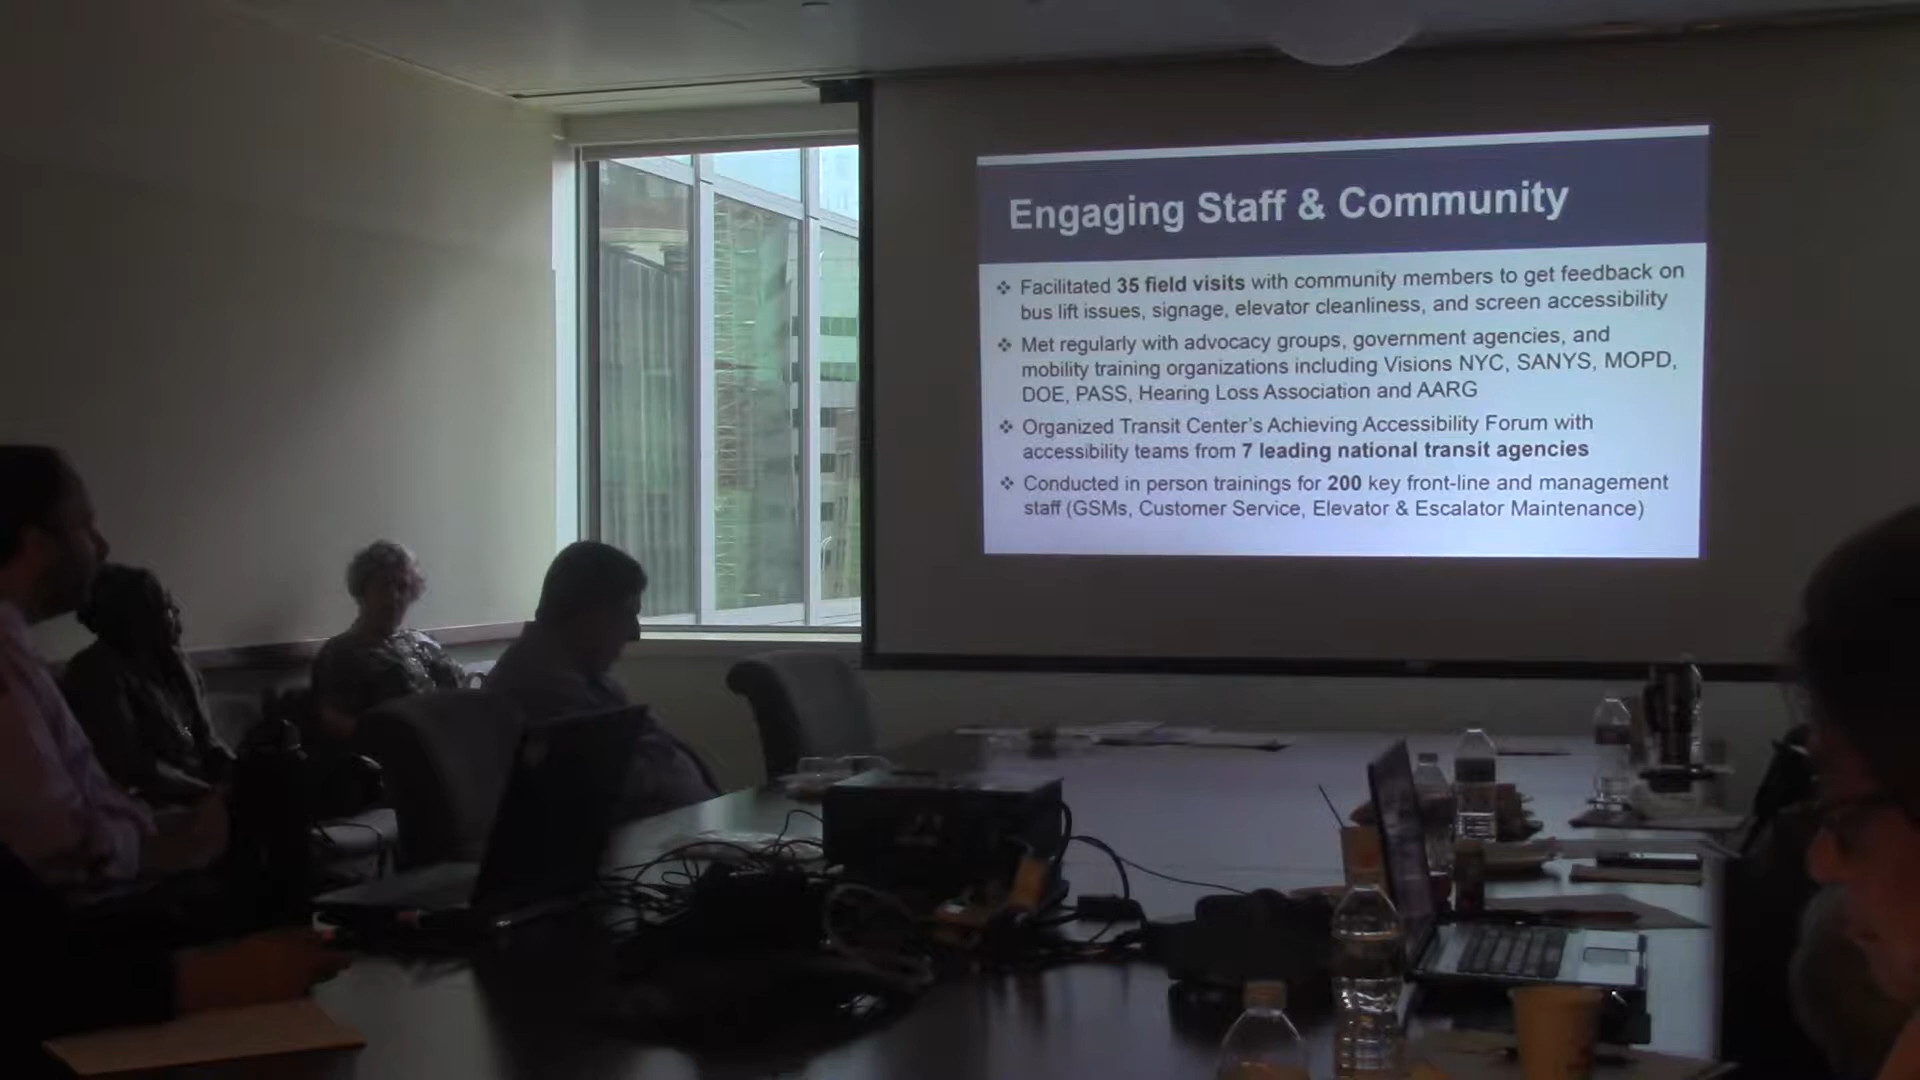 Engaging Staff & Community
❖ Facilitated 35 field visits with community members to get feedback on
bus lift issues, signage, elevator cleanliness, and screen accessibility
❖ Met regularly with advocacy groups, government agencies, and
mobility training organizations including Visions NYC, SANYS, MOPD,
DOE, PASS, Hearing Loss Association and AARG
❖ Organized Transit Center's Achieving Accessibility Forum with
accessibility teams from 7 leading national transit agencies
❖ Conducted in person trainings for 200 key front-line and management
staff (GSMs, Customer Service, Elevator & Escalator Maintenance)